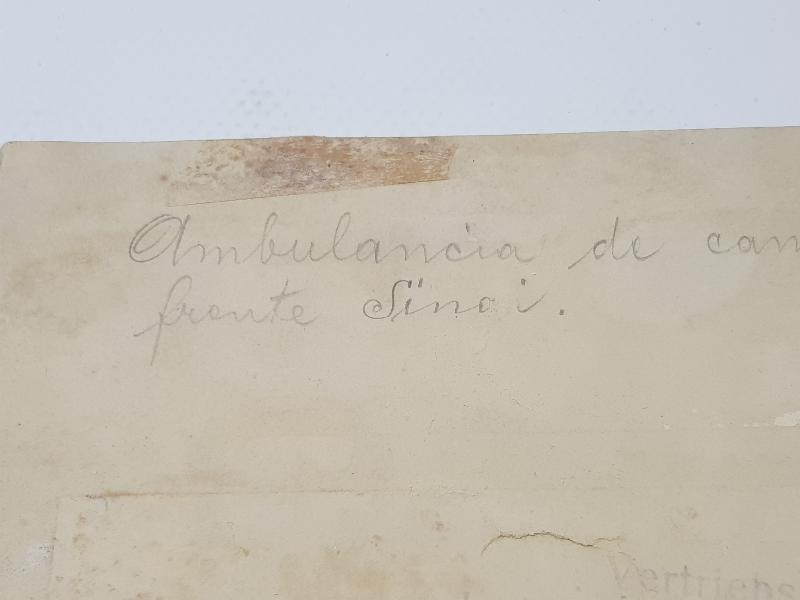 Ambulancia de cam
frente Sinai.
Vertriebs